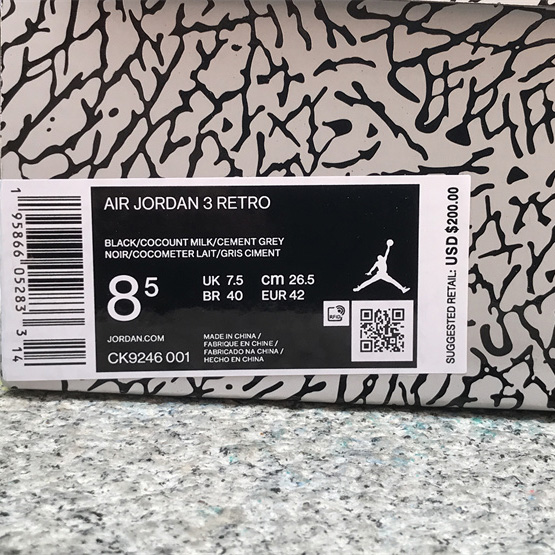 AIR JORDAN 3 RETRO
BLACK/COCOUNT MILK/CEMENT GREY
NOIR/COCOMETER LAIT/GRIS CIMENT
8 5
UK 7.5 cm 26.5
BR 40 EUR 42
JORDAN.COM
CK9246 001
MADE IN CHINA /
FABRIQUE EN CHINE /
FABRICADO NA CHINA /
HECHO EN CHINA
RFID
1 95866 05283 3 14
SUGGESTED RETAIL: USD $200.00